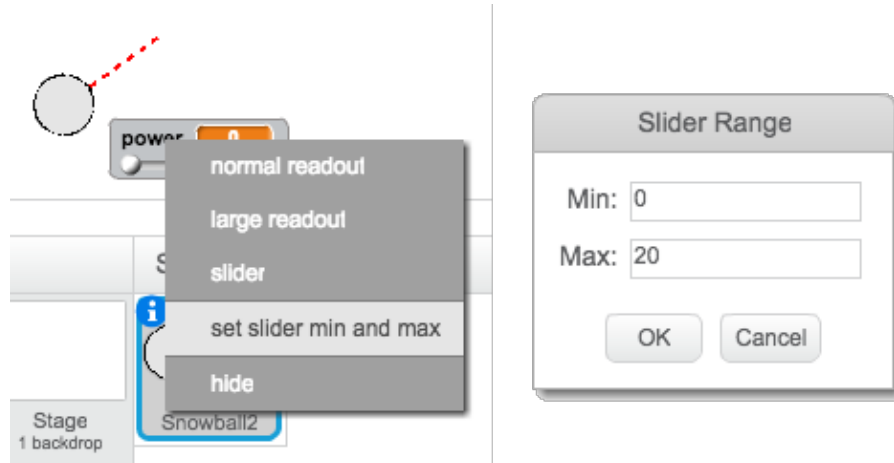 power 0
normal readout
large readout
slider
set slider min and max
hide
S
i
Stage
1 backdrop
Snowball2
Slider Range
Min: 0
Max: 20
OK Cancel